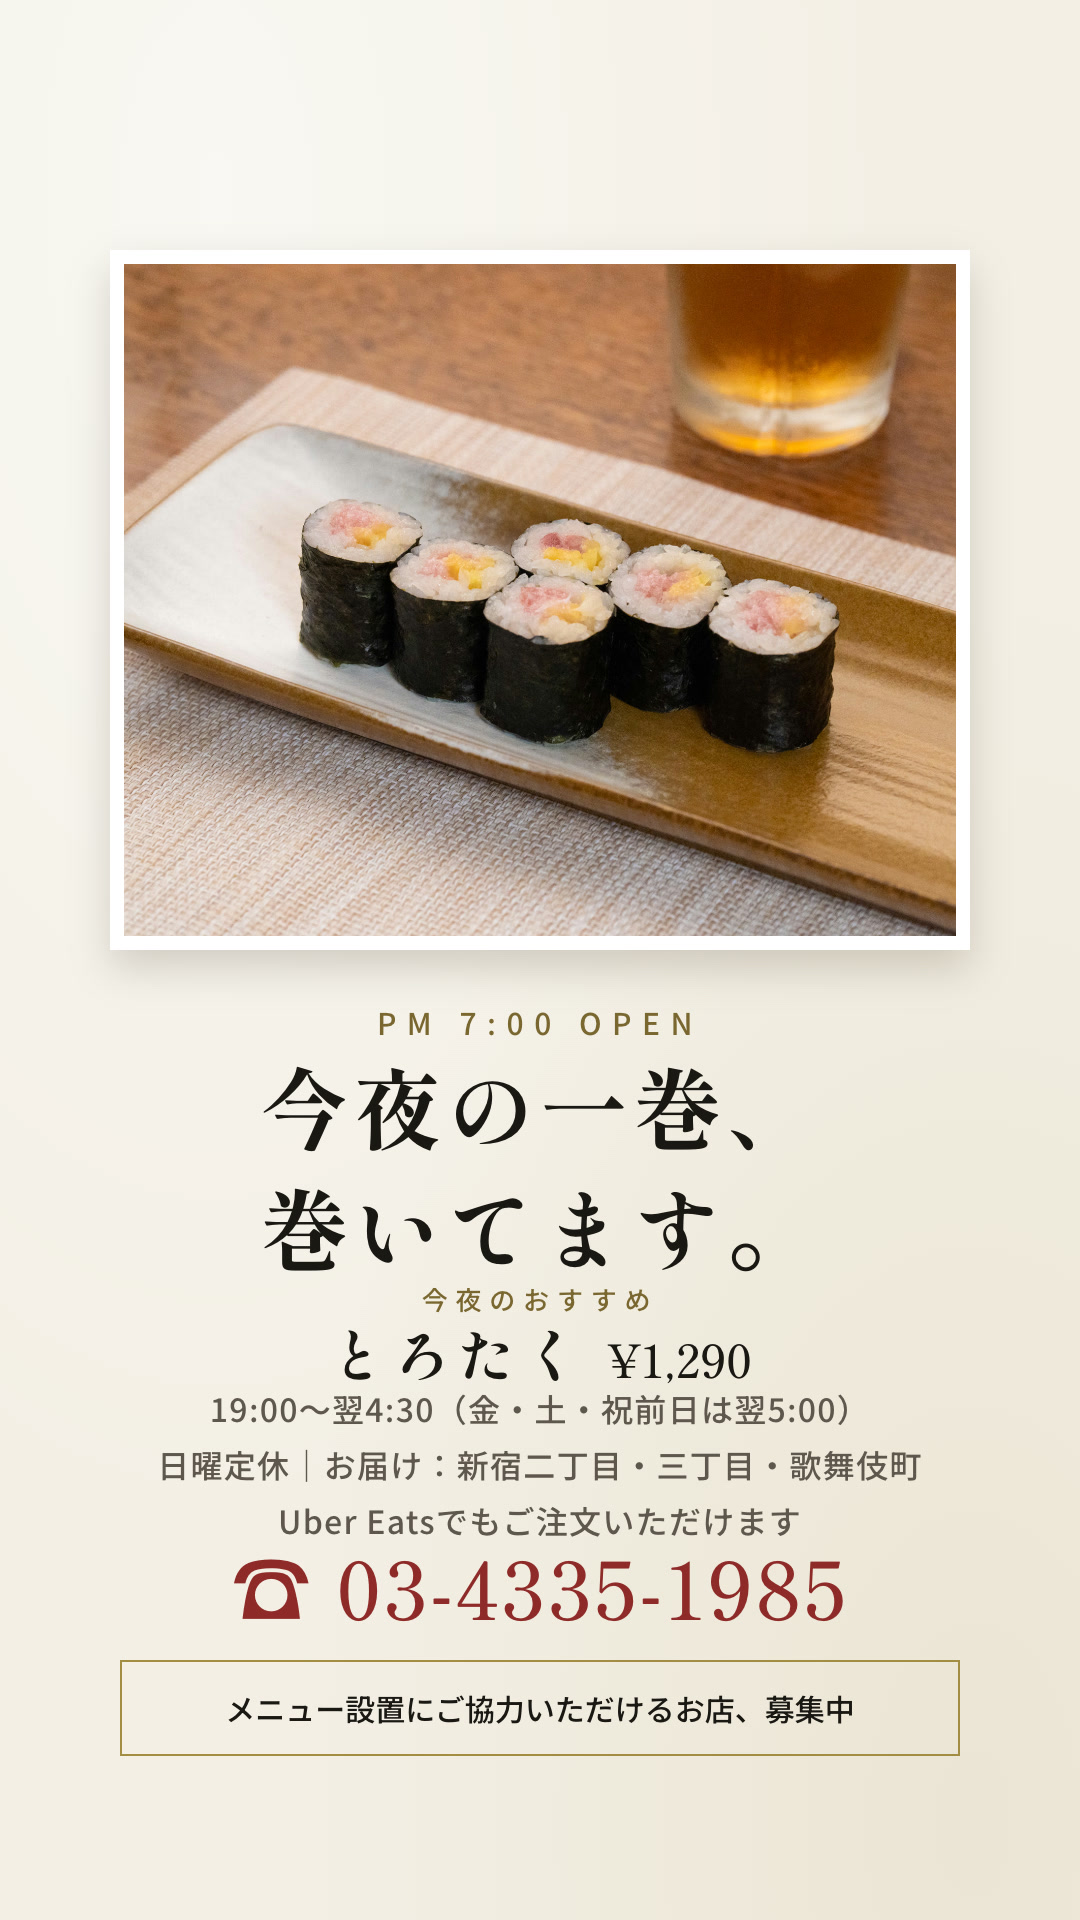 PM 7:00 OPEN
今夜の一巻、
巻いてます。
今夜のおすすめ
とろたく ¥1,290
19:00〜翌4:30（金・土・祝前日は翌5:00）
日曜定休｜お届け：新宿二丁目・三丁目・歌舞伎町
Uber Eatsでもご注文いただけます
☎ 03-4335-1985
メニュー設置にご協力いただけるお店、募集中